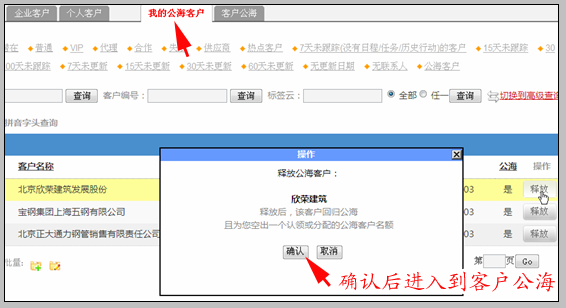 企业客户 个人客户 我的公海客户 客户公海
潜在 普通 VIP 代理 合作 失 供应商 热点客户 7天未跟踪(没有日程/任务/历史行动)的客户 15天未跟踪 30
00天未跟踪 7天未更新 15天未更新 30天未更新 60天未更新 无更新日期 无联系人 公海客户
查询 客户编号： 查询 标签云： 全部 任一 查询 切换到高级查询
拼音字头查询
客户名称 公海 操作
北京欣荣建筑发展股份 03 是 释放
宝钢集团上海五钢有限公司 03 是 释放
北京正大通力钢管销售有限责任公司 03 是 释放
批量： 第 页 Go
操作
释放公海客户：
欣荣建筑
释放后，该客户回归公海
且为您空出一个认领或分配的公海客户名额
确认 取消
确认后进入到客户公海